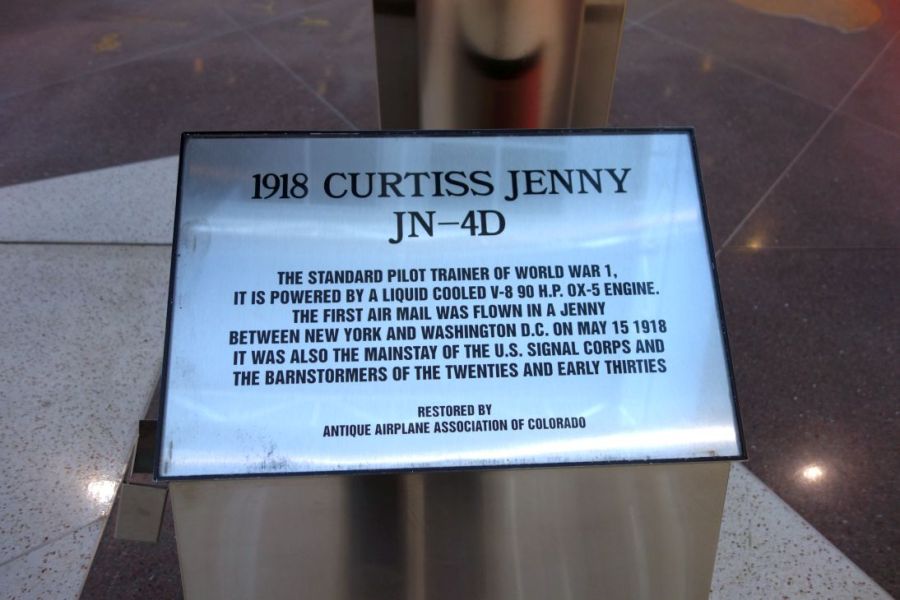 1918 CURTISS JENNY
JN-4D
THE STANDARD PILOT TRAINER OF WORLD WAR 1,
IT IS POWERED BY A LIQUID COOLED V-8 90 H.P. OX-5 ENGINE.
THE FIRST AIR MAIL WAS FLOWN IN A JENNY
BETWEEN NEW YORK AND WASHINGTON D.C. ON MAY 15 1918
IT WAS ALSO THE MAINSTAY OF THE U.S. SIGNAL CORPS AND
THE BARNSTORMERS OF THE TWENTIES AND EARLY THIRTIES
RESTORED BY
ANTIQUE AIRPLANE ASSOCIATION OF COLORADO